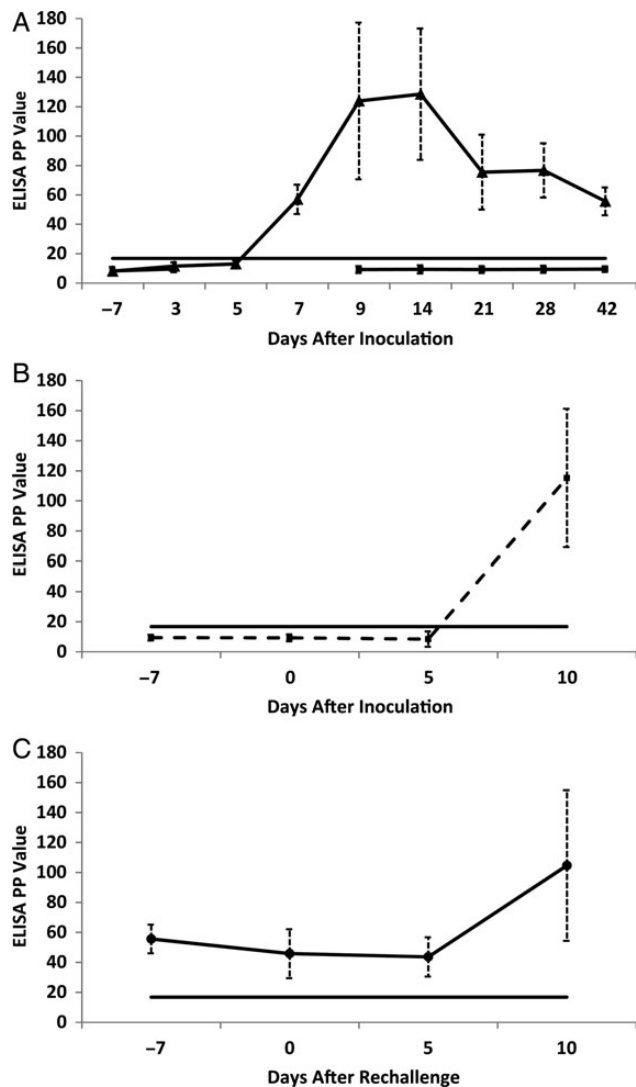 A
ELISA PP Value
180
160
140
120
100
80
60
40
20
0
−7 3 5 7 9 14 21 28 42
Days After Inoculation
B
ELISA PP Value
180
160
140
120
100
80
60
40
20
0
−7 0 5 10
Days After Inoculation
C
ELISA PP Value
180
160
140
120
100
80
60
40
20
0
−7 0 5 10
Days After Rechallenge